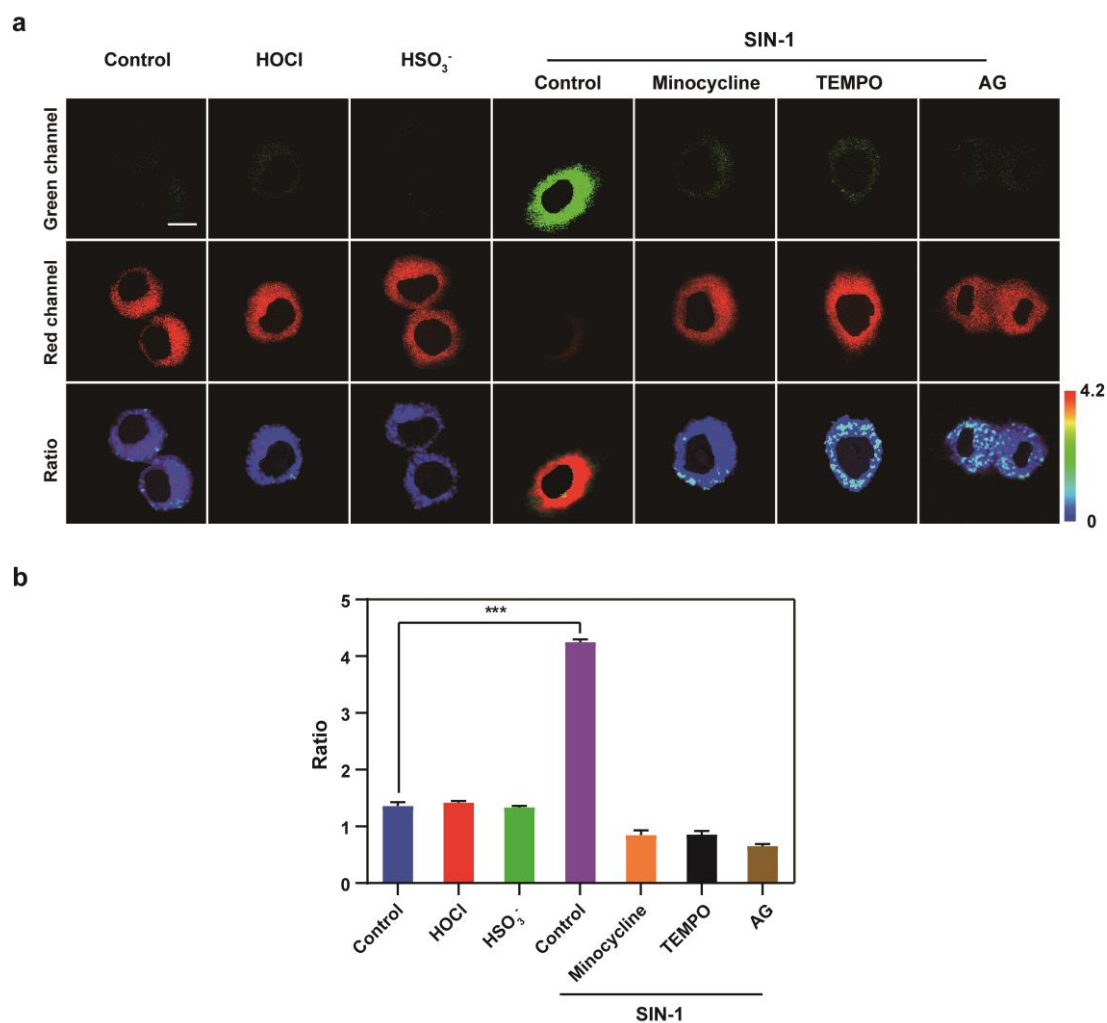 a
SIN-1
Control HOCl HSO₃⁻
Control Minocycline TEMPO AG
Green channel
Red channel
Ratio
4.2
0
b
***
5
4
3
2
1
0
Ratio
Control HOCl HSO₃⁻ Control Minocycline TEMPO AG
SIN-1